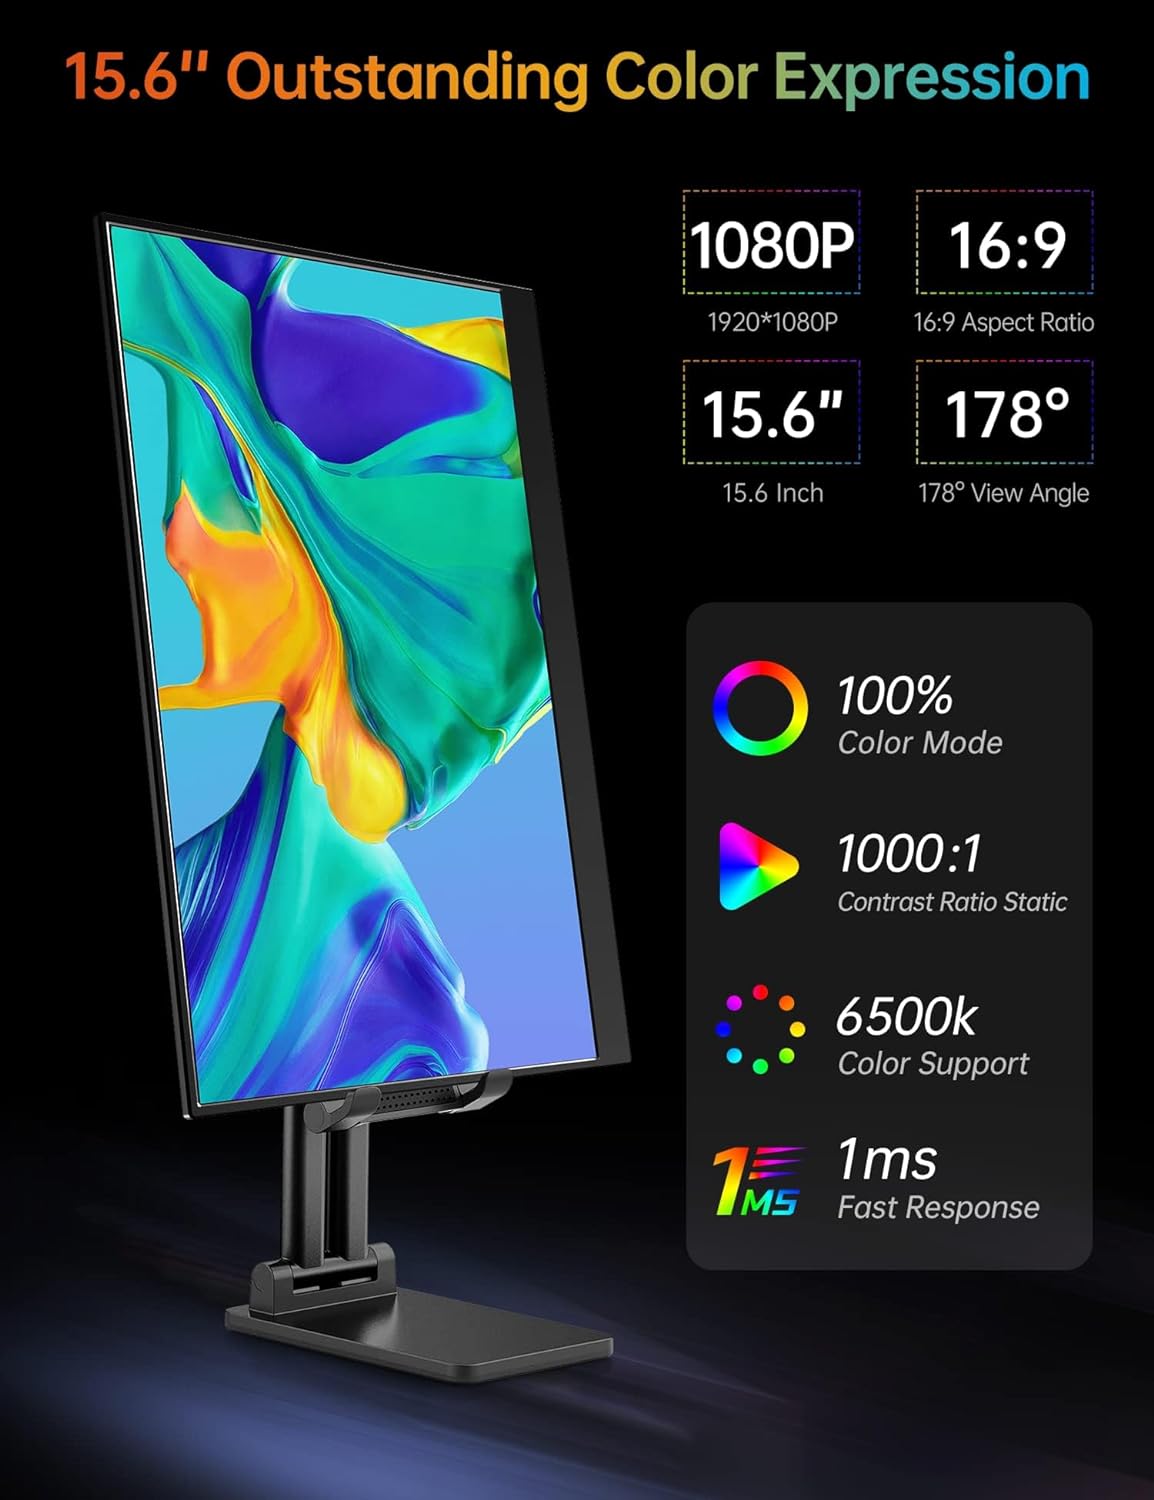 15.6" Outstanding Color Expression
1080P
1920*1080P
16:9
16:9 Aspect Ratio
15.6"
15.6 Inch
178°
178° View Angle
100%
Color Mode
1000:1
Contrast Ratio Static
6500k
Color Support
1MS
1ms
Fast Response